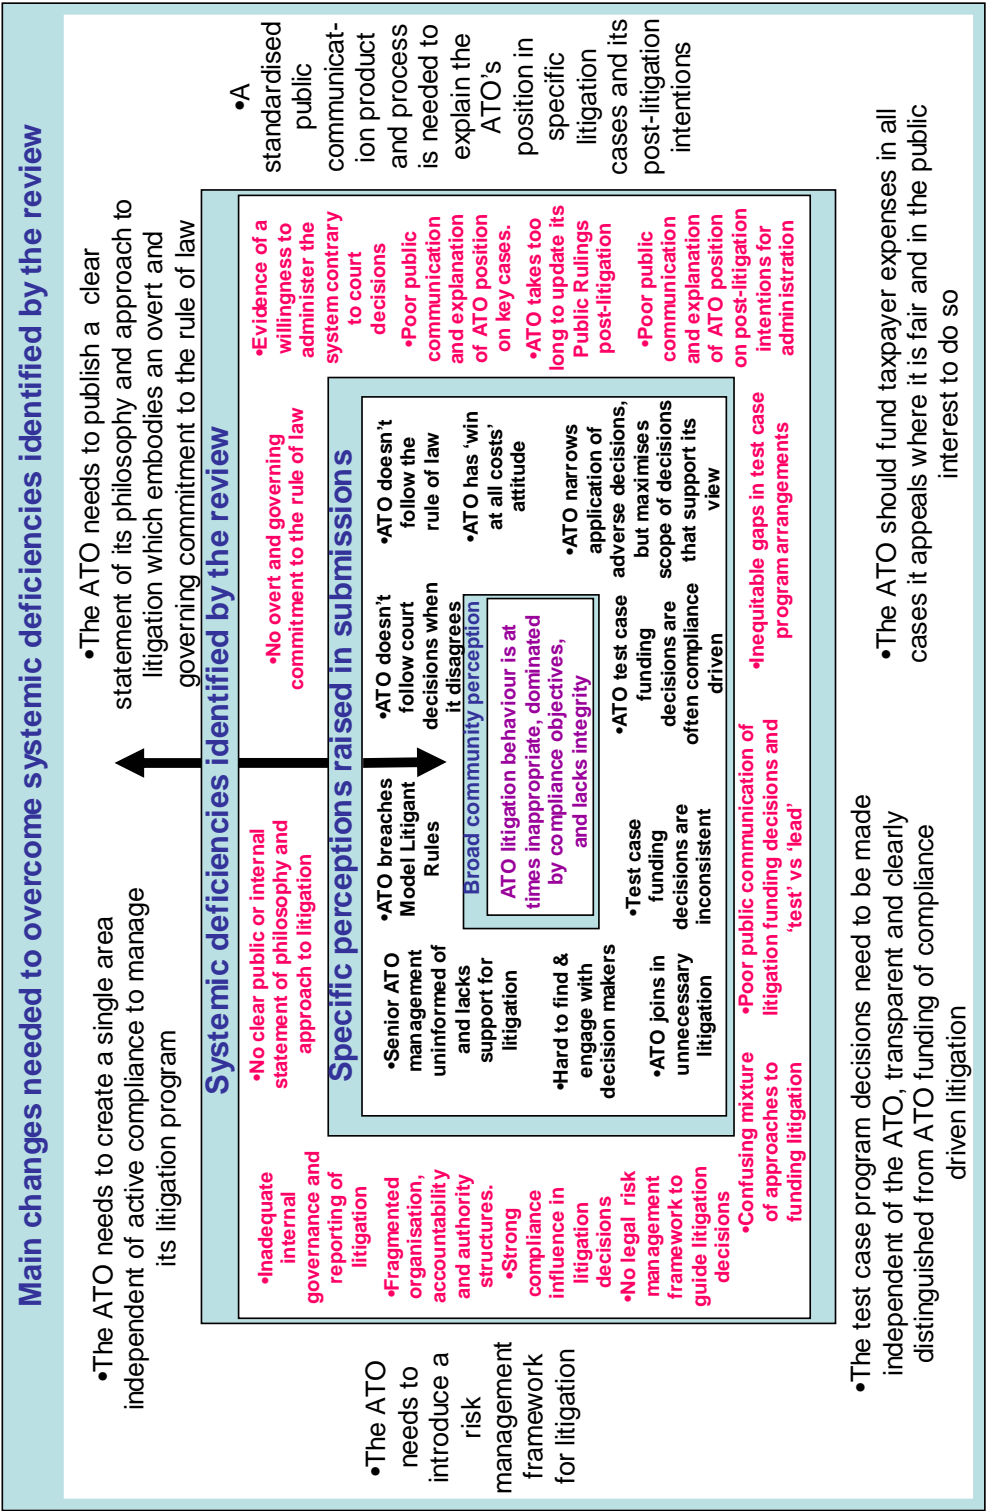 Main changes needed to overcome systemic deficiencies identified by the review
•The ATO needs to create a single area
independent of active compliance to manage
its litigation program
•The ATO needs to publish a clear
statement of its philosophy and approach to
litigation which embodies an overt and
governing commitment to the rule of law
•The ATO
needs to
introduce a
risk
management
framework
for litigation
Systemic deficiencies identified by the review
•No clear public or internal
statement of philosophy and
approach to litigation
•No overt and governing
commitment to the rule of law
•Inadequate
internal
governance and
reporting of
litigation
•Fragmented
organisation,
accountability
and authority
structures.
•Strong
compliance
influence in
litigation
decisions
•No legal risk
management
framework to
guide litigation
decisions
Specific perceptions raised in submissions
•Senior ATO
management
uninformed of
and lacks
support for
litigation
•ATO breaches
Model Litigant
Rules
•ATO doesn't
follow court
decisions when
it disagrees
•ATO doesn't
follow the
rule of law
•ATO has ‘win
at all costs’
attitude
Broad community perception
ATO litigation behaviour is at
times inappropriate, dominated
by compliance objectives,
and lacks integrity
•Hard to find &
engage with
decision makers
•ATO joins in
unnecessary
litigation
•Test case
funding
decisions are
inconsistent
•ATO test case
funding
decisions are
often compliance
driven
•ATO narrows
application of
adverse decisions,
but maximises
scope of decisions
that support its
view
•Evidence of a
willingness to
administer the
system contrary
to court
decisions
•Poor public
communication
and explanation
of ATO position
on key cases.
•ATO takes too
long to update its
Public Rulings
post-litigation
•Poor public
communication
and explanation
of ATO position
on post-litigation
intentions for
administration
•Confusing mixture
of approaches to
funding litigation
•Poor public communication of
litigation funding decisions and
‘test’ vs ‘lead’
•Inequitable gaps in test case
program arrangements
•A
standardised
public
communicat-
ion product
and process
is needed to
explain the
ATO’s
position in
specific
litigation
cases and its
post-litigation
intentions
•The test case program decisions need to be made
independent of the ATO, transparent and clearly
distinguished from ATO funding of compliance
driven litigation
•The ATO should fund taxpayer expenses in all
cases it appeals where it is fair and in the public
interest to do so